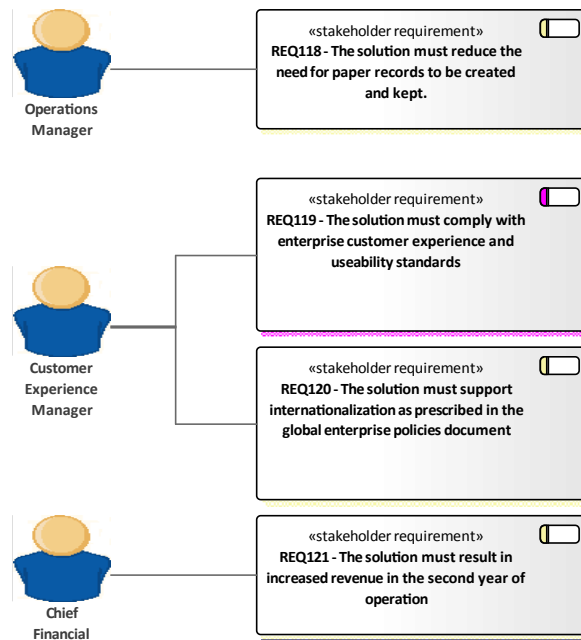 «stakeholder requirement»
REQ118 - The solution must reduce the
need for paper records to be created
and kept.
Operations
Manager
«stakeholder requirement»
REQ119 - The solution must comply with
enterprise customer experience and
useability standards
Customer
Experience
Manager
«stakeholder requirement»
REQ120 - The solution must support
internationalization as prescribed in the
global enterprise policies document
«stakeholder requirement»
REQ121 - The solution must result in
increased revenue in the second year of
operation
Chief
Financial